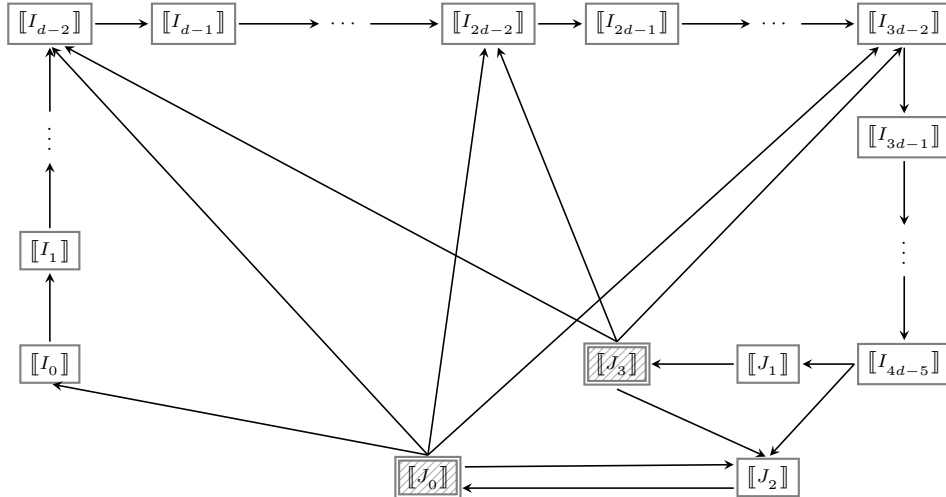 ⟦I_{d−2}⟧ ⟦I_{d−1}⟧ ··· ⟦I_{2d−2}⟧ ⟦I_{2d−1}⟧ ··· ⟦I_{3d−2}⟧
⋮ ⟦I_{3d−1}⟧
⟦I_1⟧ ⋮
⟦I_0⟧ ⟦J_3⟧ ⟦J_1⟧ ⟦I_{4d−5}⟧
⟦J_0⟧ ⟦J_2⟧